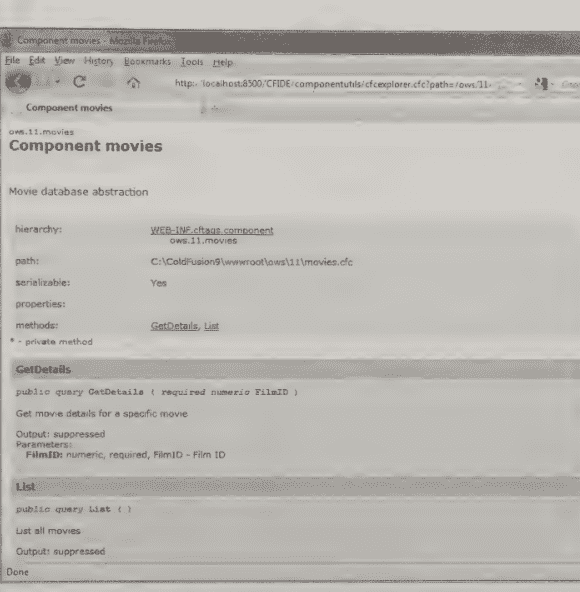 Component movies - Mozilla Firefox
File Edit View History Bookmarks Tools Help
localhost:8500/CFIDE/componentutils/cfcexplorer.cfc?path=/ows/11-
Component movies
ows.11.movies
Component movies
Movie database abstraction
hierarchy: WEB-INF.cftags.component
ows.11.movies
path: C:\ColdFusion9\wwwroot\ows\11\movies.cfc
serializable: Yes
properties:
methods: GetDetails, List
* - private method
GetDetails
public query GetDetails ( required numeric FilmID )
Get movie details for a specific movie
Output: suppressed
Parameters:
FilmID: numeric, required, FilmID - Film ID
List
public query List ( )
List all movies
Output: suppressed
Done